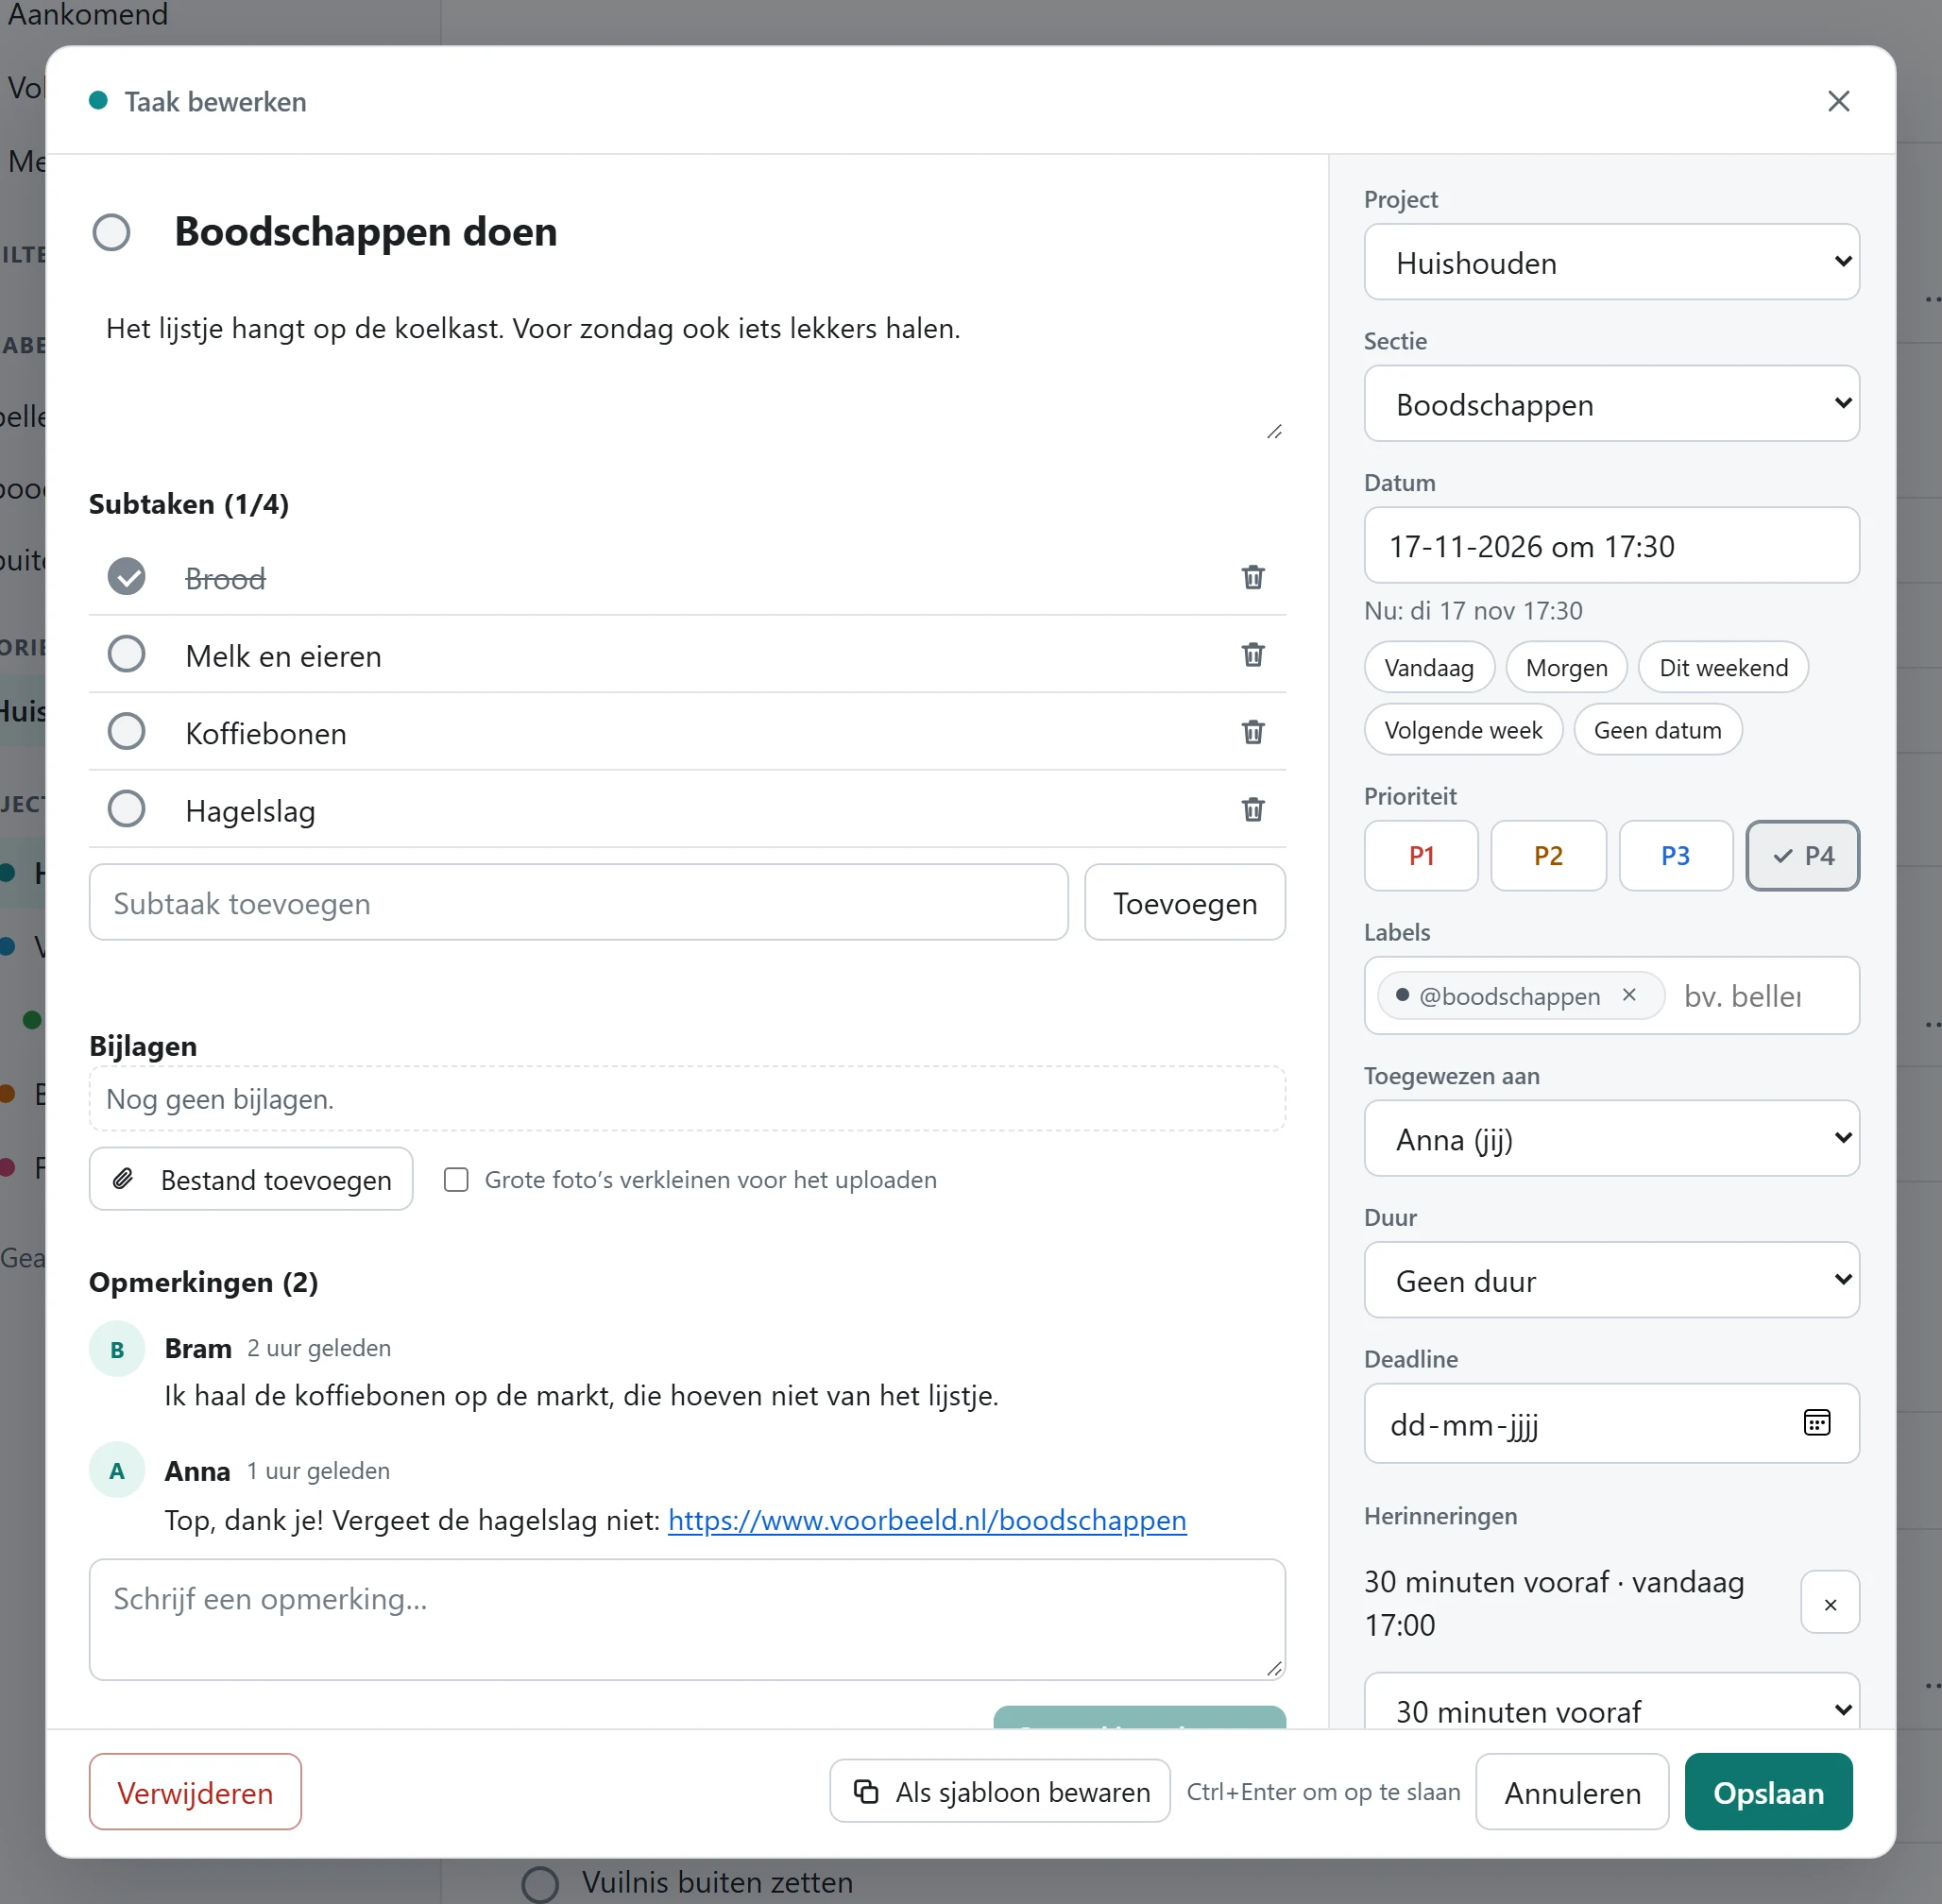 Aankomend
Taak bewerken
Boodschappen doen
Het lijstje hangt op de koelkast. Voor zondag ook iets lekkers halen.
Subtaken (1/4)
Brood
Melk en eieren
Koffiebonen
Hagelslag
Subtaak toevoegen
Toevoegen
Bijlagen
Nog geen bijlagen.
Bestand toevoegen
Grote foto’s verkleinen voor het uploaden
Opmerkingen (2)
B
Bram 2 uur geleden
Ik haal de koffiebonen op de markt, die hoeven niet van het lijstje.
A
Anna 1 uur geleden
Top, dank je! Vergeet de hagelslag niet: https://www.voorbeeld.nl/boodschappen
Schrijf een opmerking...
Project
Huishouden
Sectie
Boodschappen
Datum
17-11-2026 om 17:30
Nu: di 17 nov 17:30
Vandaag Morgen Dit weekend
Volgende week Geen datum
Prioriteit
P1 P2 P3 P4
Labels
@boodschappen × bv.
Toegewezen aan
Anna (jij)
Duur
Geen duur
Deadline
dd-mm-jjjj
Herinneringen
30 minuten vooraf · vandaag
17:00
×
30 minuten vooraf
Verwijderen
Als sjabloon bewaren
Ctrl+Enter om op te slaan
Annuleren
Opslaan
Vuilnis buiten zetten